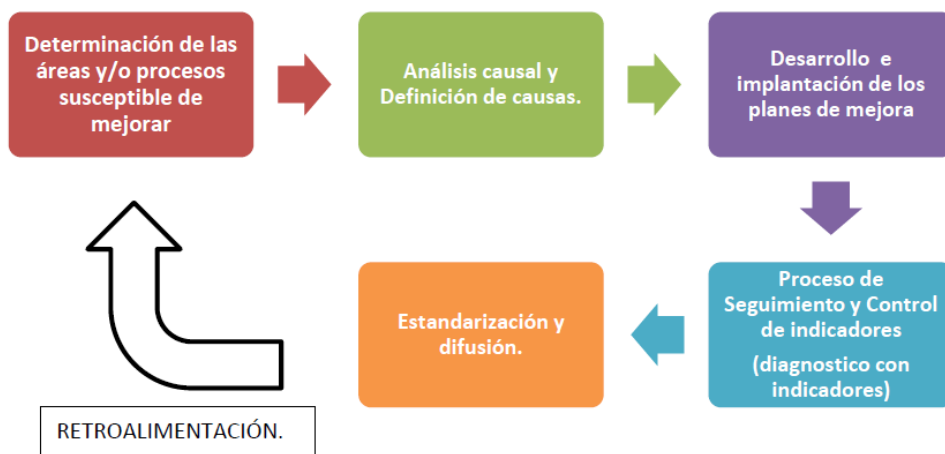 Determinación de las
áreas y/o procesos
susceptible de
mejorar
Análisis causal y
Definición de causas.
Desarrollo e
implantación de los
planes de mejora
Proceso de
Seguimiento y Control
de indicadores
(diagnostico con
indicadores)
Estandarización y
difusión.
RETROALIMENTACIÓN.